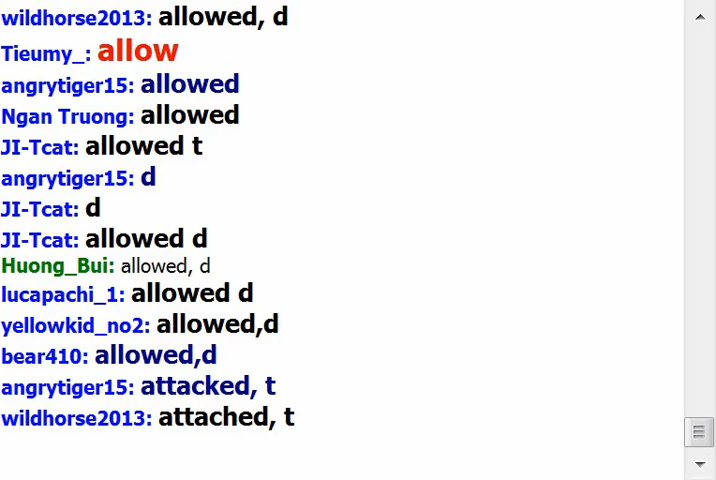 wildhorse2013: allowed, d
Tieumy_: allow
angrytiger15: allowed
Ngan Truong: allowed
JI-Tcat: allowed t
angrytiger15: d
JI-Tcat: d
JI-Tcat: allowed d
Huong_Bui: allowed, d
lucapachi_1: allowed d
yellowkid_no2: allowed,d
bear410: allowed,d
angrytiger15: attacked, t
wildhorse2013: attached, t